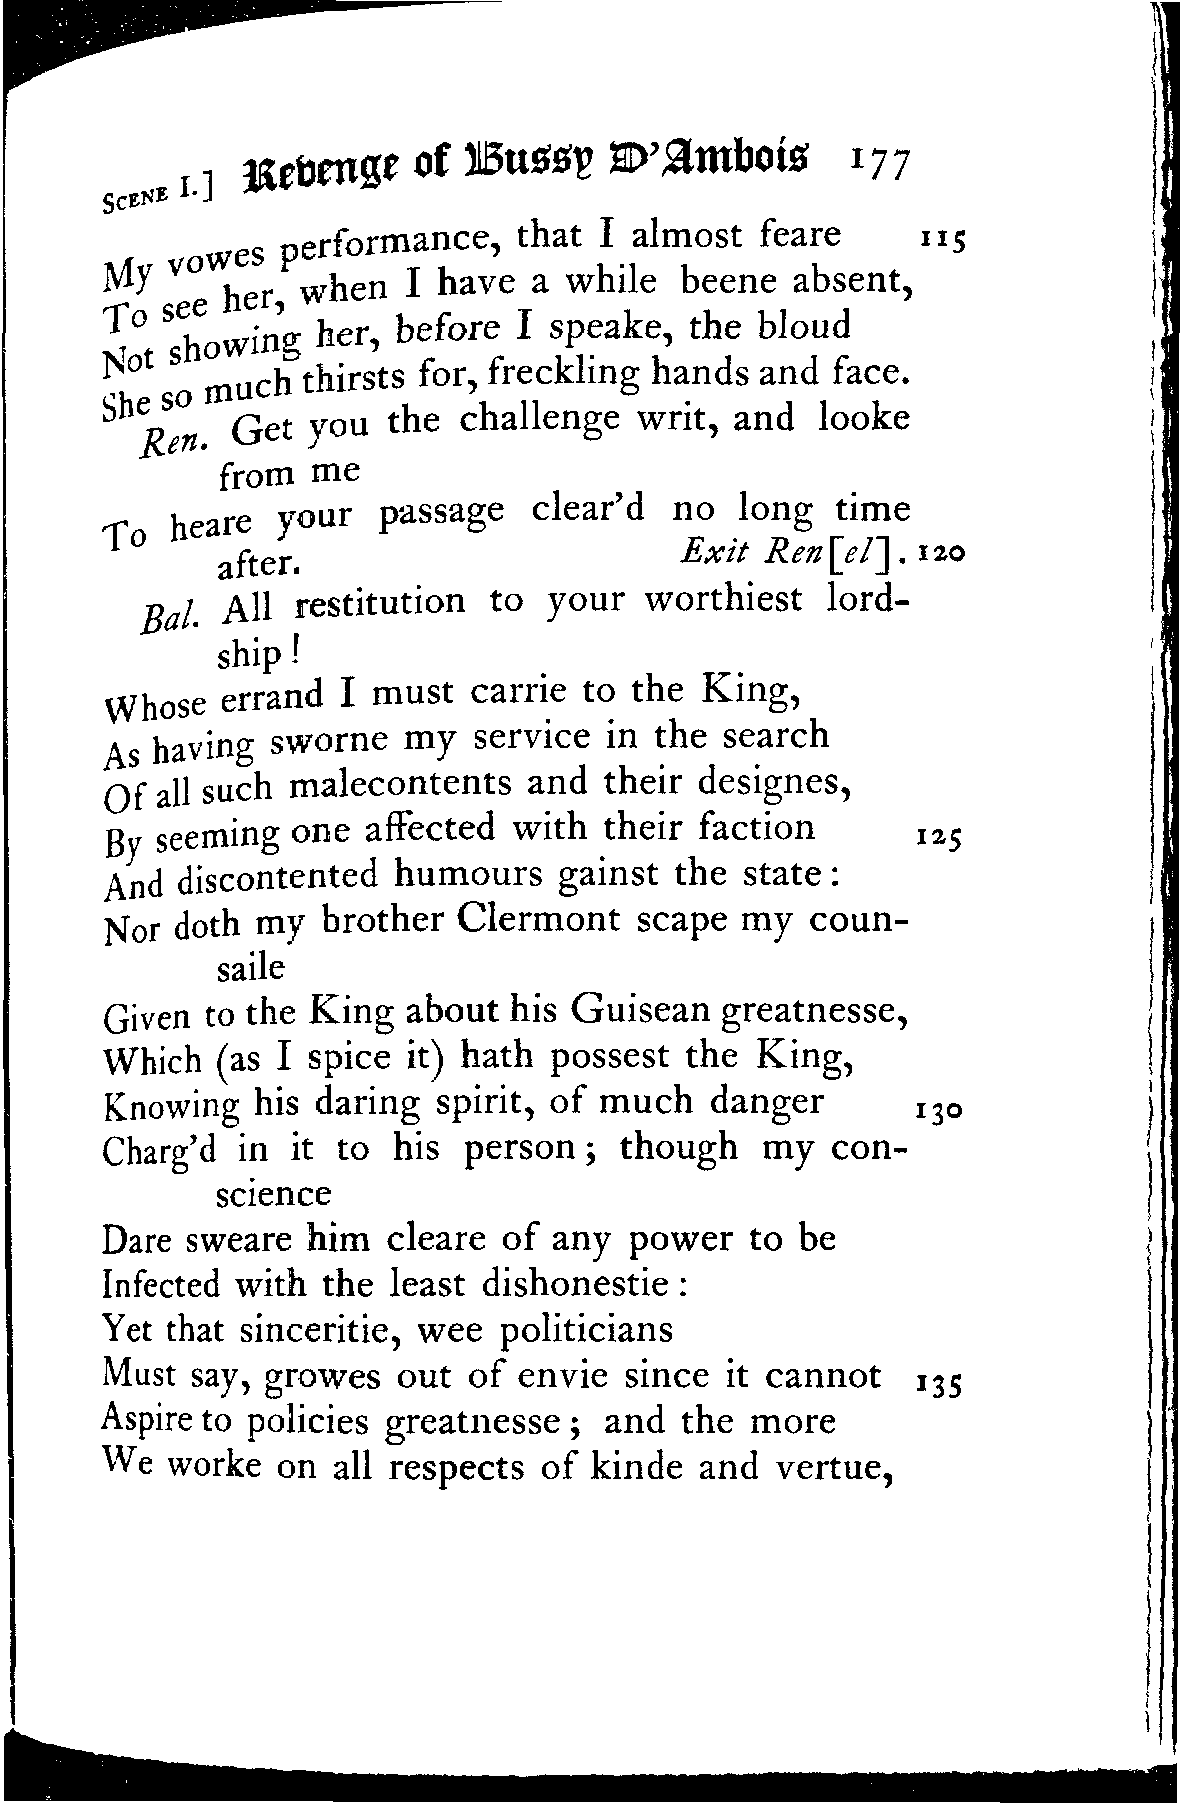 SCENE I.] Revenge of Bussy D'Ambois 177
My vowes performance, that I almost feare 115
To see her, when I have a while beene absent,
Not showing her, before I speake, the bloud
She so much thirsts for, freckling hands and face.
Ren. Get you the challenge writ, and looke
from me
To heare your passage clear'd no long time
after. Exit Ren[el]. 120
Bal. All restitution to your worthiest lord-
ship!
Whose errand I must carrie to the King,
As having sworne my service in the search
Of all such malecontents and their designes,
By seeming one affected with their faction 125
And discontented humours gainst the state:
Nor doth my brother Clermont scape my coun-
saile
Given to the King about his Guisean greatnesse,
Which (as I spice it) hath possest the King,
Knowing his daring spirit, of much danger 130
Charg'd in it to his person; though my con-
science
Dare sweare him cleare of any power to be
Infected with the least dishonestie:
Yet that sinceritie, wee politicians
Must say, growes out of envie since it cannot 135
Aspire to policies greatnesse; and the more
We worke on all respects of kinde and vertue,